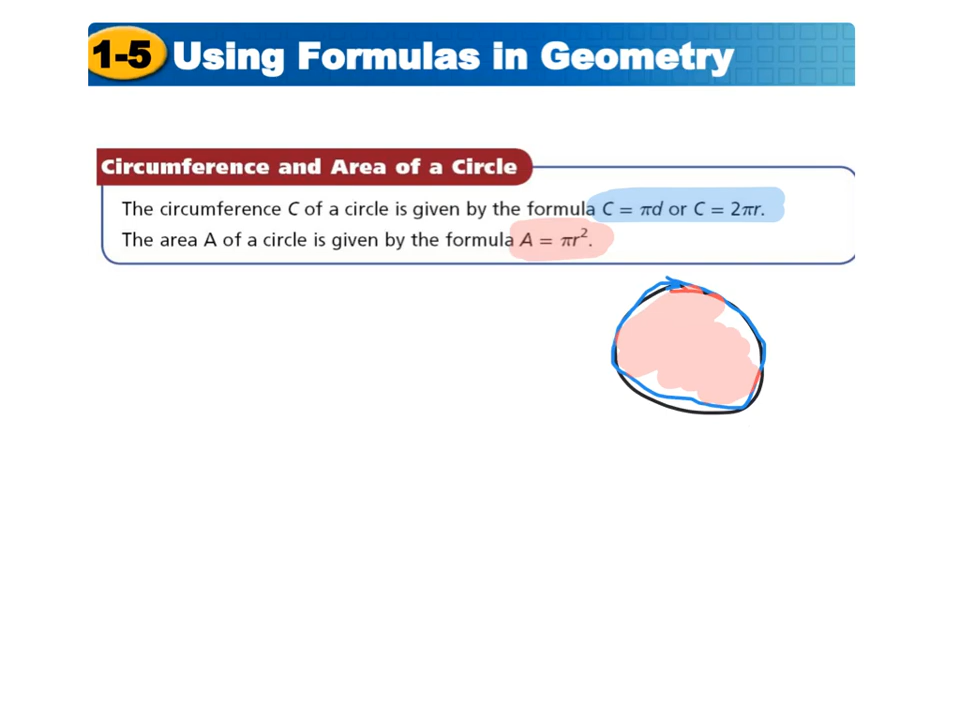 1-5 Using Formulas in Geometry
Circumference and Area of a Circle
The circumference C of a circle is given by the formula C = πd or C = 2πr.
The area A of a circle is given by the formula A = πr².